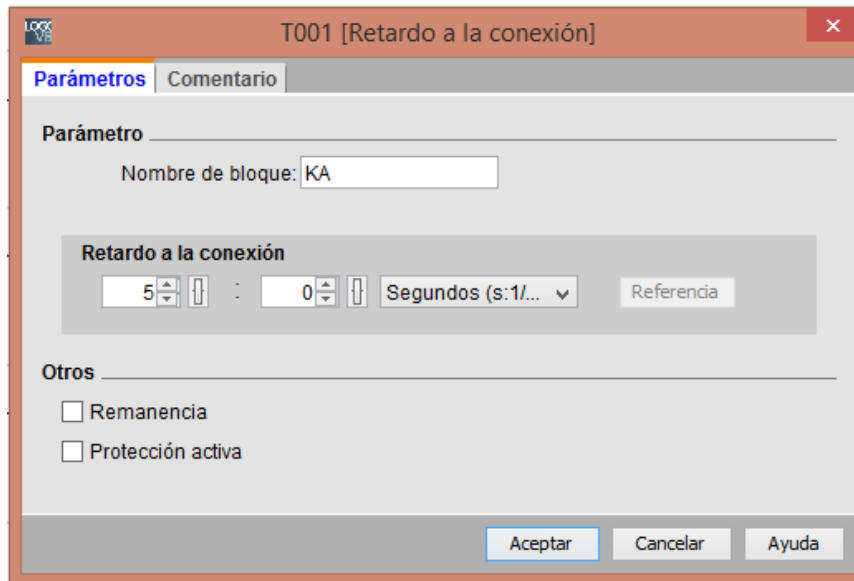 T001 [Retardo a la conexión]
Parámetros Comentario
Parámetro
Nombre de bloque: KA
Retardo a la conexión
5 : 0 Segundos (s:1/... Referencia
Otros
Remanencia
Protección activa
Aceptar Cancelar Ayuda